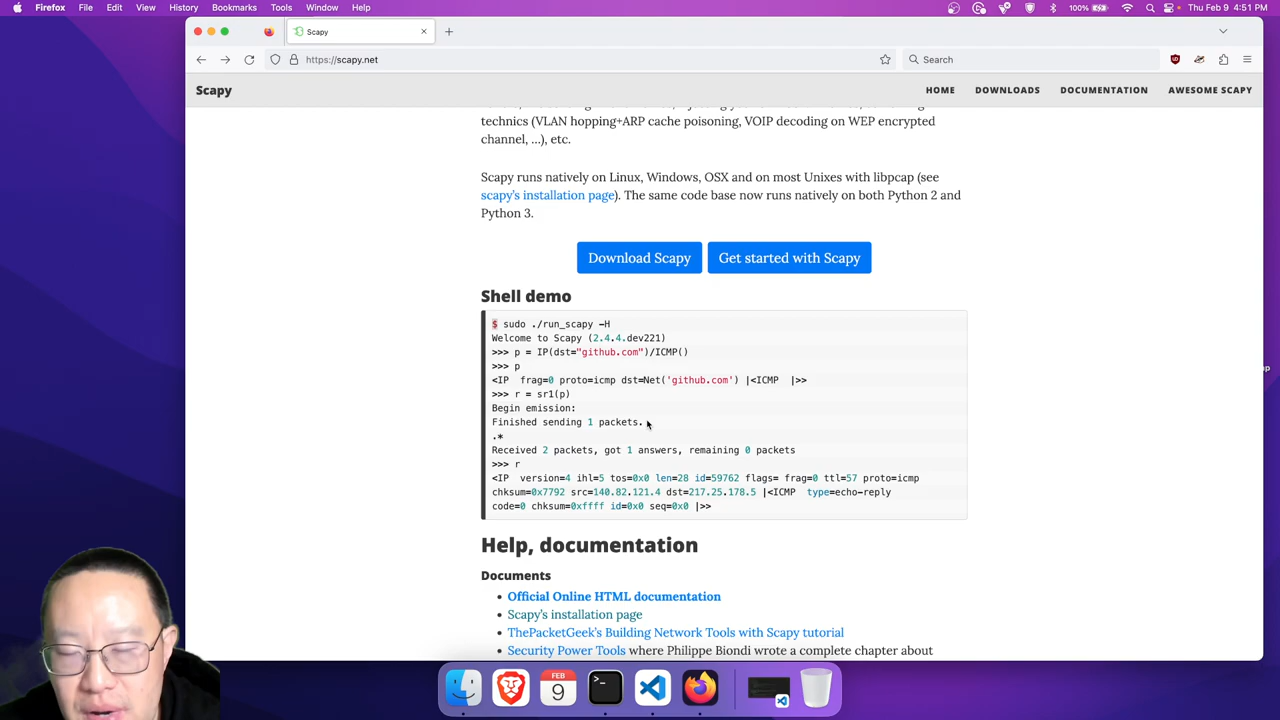 Firefox File Edit View History Bookmarks Tools Window Help 100% Thu Feb 9 4:51 PM
Scapy
https://scapy.net Search
Scapy HOME DOWNLOADS DOCUMENTATION AWESOME SCAPY
technics (VLAN hopping+ARP cache poisoning, VOIP decoding on WEP encrypted
channel, …), etc.
Scapy runs natively on Linux, Windows, OSX and on most Unixes with libpcap (see
scapy’s installation page). The same code base now runs natively on both Python 2 and
Python 3.
Download Scapy Get started with Scapy
Shell demo
$ sudo ./run_scapy -H
Welcome to Scapy (2.4.4.dev221)
>>> p = IP(dst="github.com")/ICMP()
>>> p
<IP  frag=0 proto=icmp dst=Net('github.com') |<ICMP  |>>
>>> r = sr1(p)
Begin emission:
Finished sending 1 packets.
.*
Received 2 packets, got 1 answers, remaining 0 packets
>>> r
<IP  version=4 ihl=5 tos=0x0 len=28 id=59762 flags= frag=0 ttl=57 proto=icmp
chksum=0x7792 src=140.82.121.4 dst=217.25.178.5 |<ICMP  type=echo-reply
code=0 chksum=0xffff id=0x0 seq=0x0 |>>
Help, documentation
Documents
• Official Online HTML documentation
• Scapy’s installation page
• ThePacketGeek’s Building Network Tools with Scapy tutorial
• Security Power Tools where Philippe Biondi wrote a complete chapter about
FEB
9